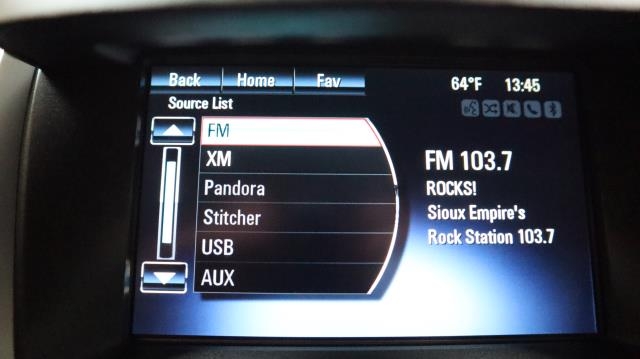 Back Home Fav 64°F 13:45
Source List
FM
XM
Pandora
Stitcher
USB
AUX
FM 103.7
ROCKS!
Sioux Empire's
Rock Station 103.7